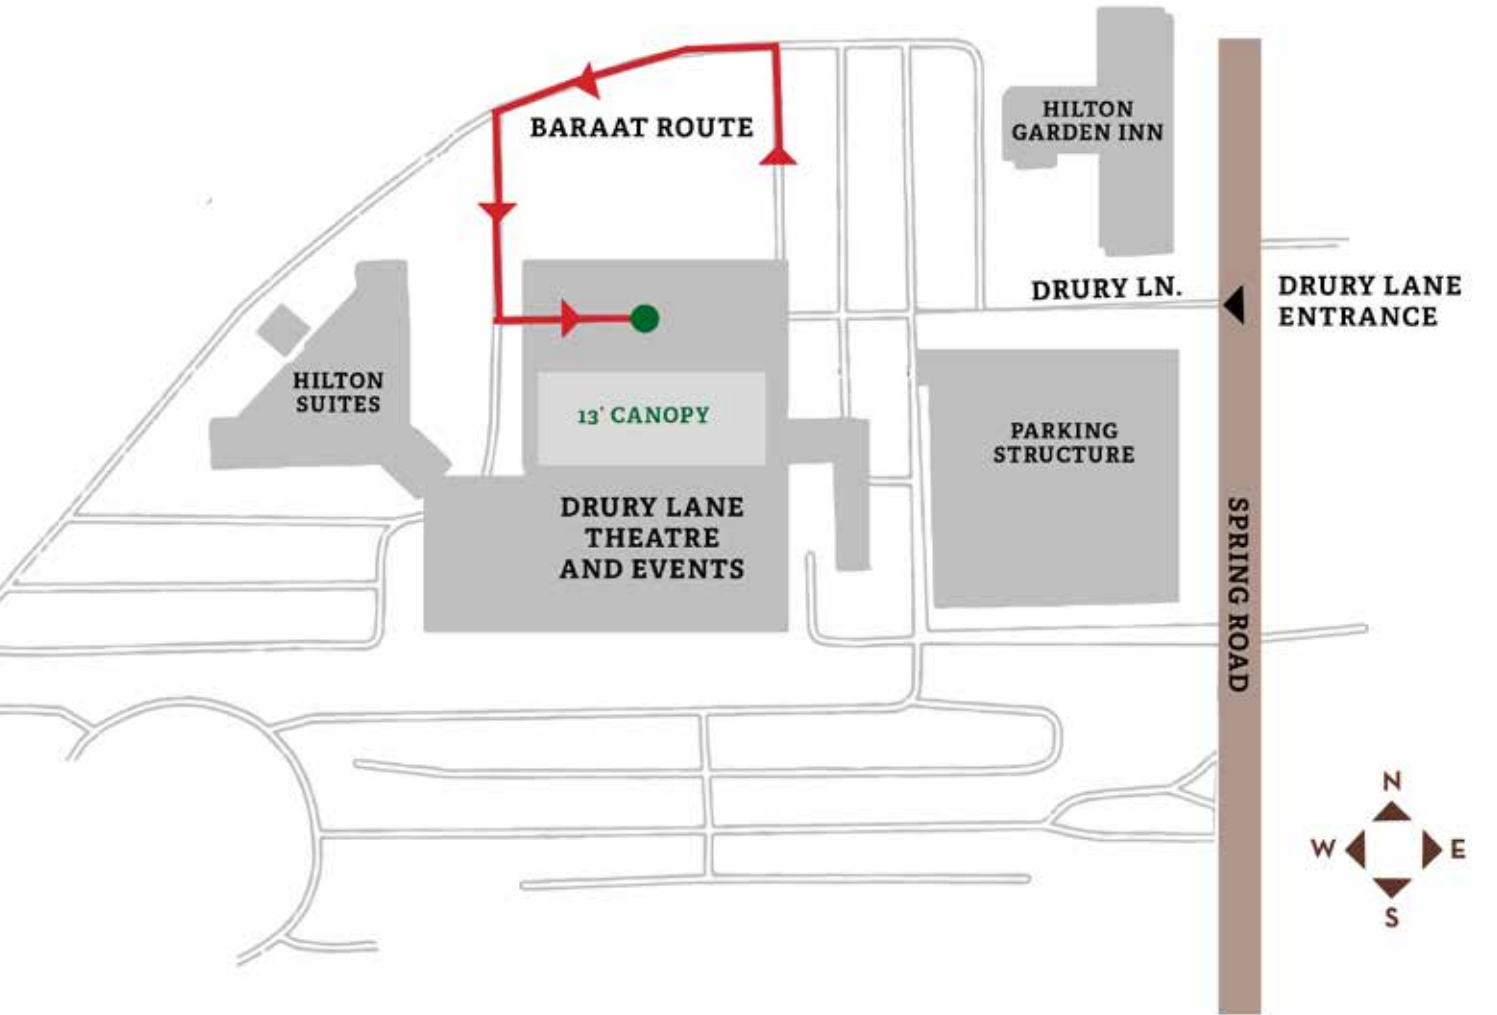 HILTON
GARDEN INN
BARAAT ROUTE
DRURY LN.
DRURY LANE
ENTRANCE
HILTON
SUITES
13' CANOPY
PARKING
STRUCTURE
DRURY LANE
THEATRE
AND EVENTS
SPRING ROAD
N
W
E
S